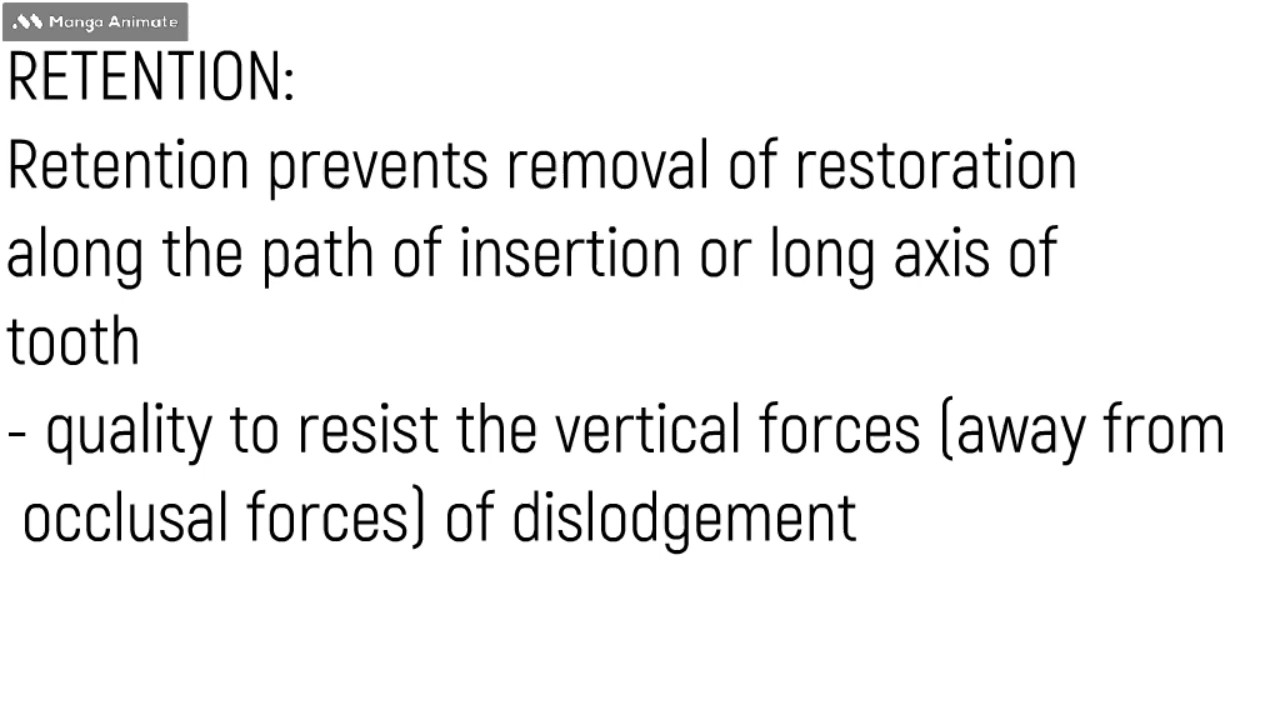 Manga Animate
RETENTION:
Retention prevents removal of restoration
along the path of insertion or long axis of
tooth
- quality to resist the vertical forces (away from
occlusal forces) of dislodgement